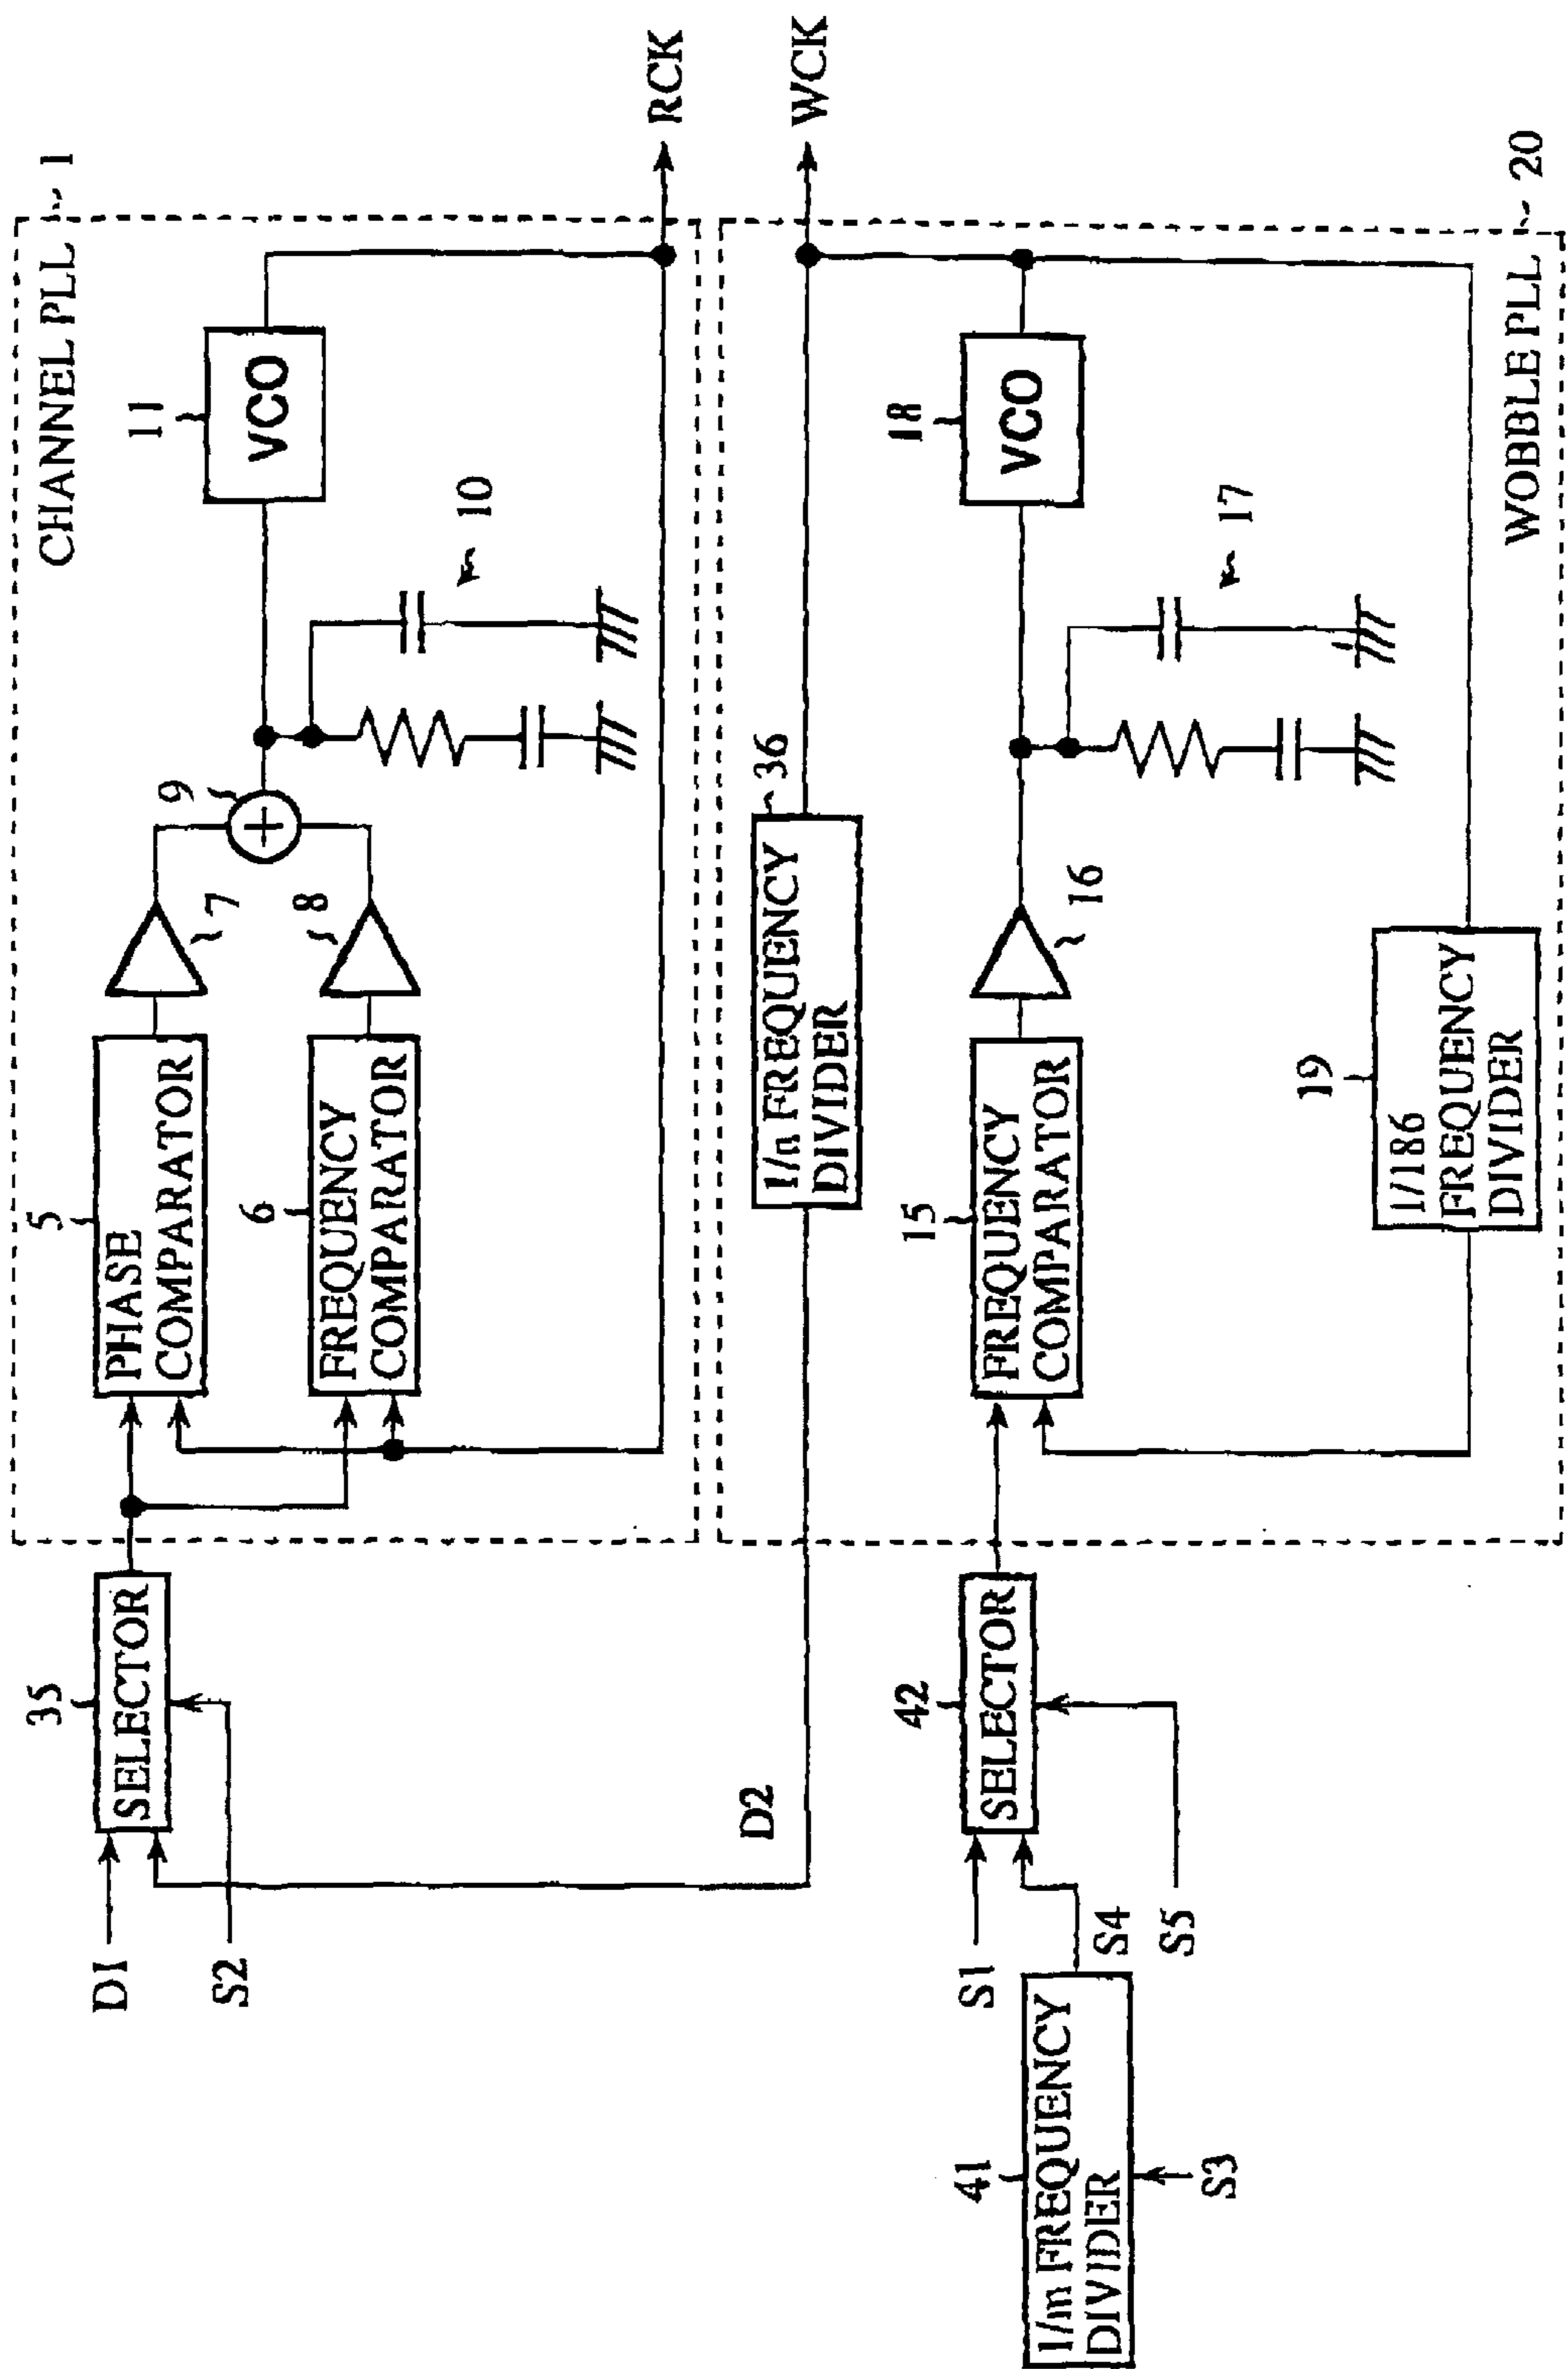 CHANNEL PLL
1
11
VCO
10
9
7
8
5
PHASE
COMPARATOR
6
FREQUENCY
COMPARATOR
35
SELECTOR
DI
S2
RCK
WCK
D2
36
1/n FREQUENCY
DIVIDER
20
WOBBLE PLL
18
VCO
17
16
15
FREQUENCY
COMPARATOR
19
1/186
FREQUENCY
DIVIDER
42
SELECTOR
S1
S4
S5
41
1/m FREQUENCY
DIVIDER
S3